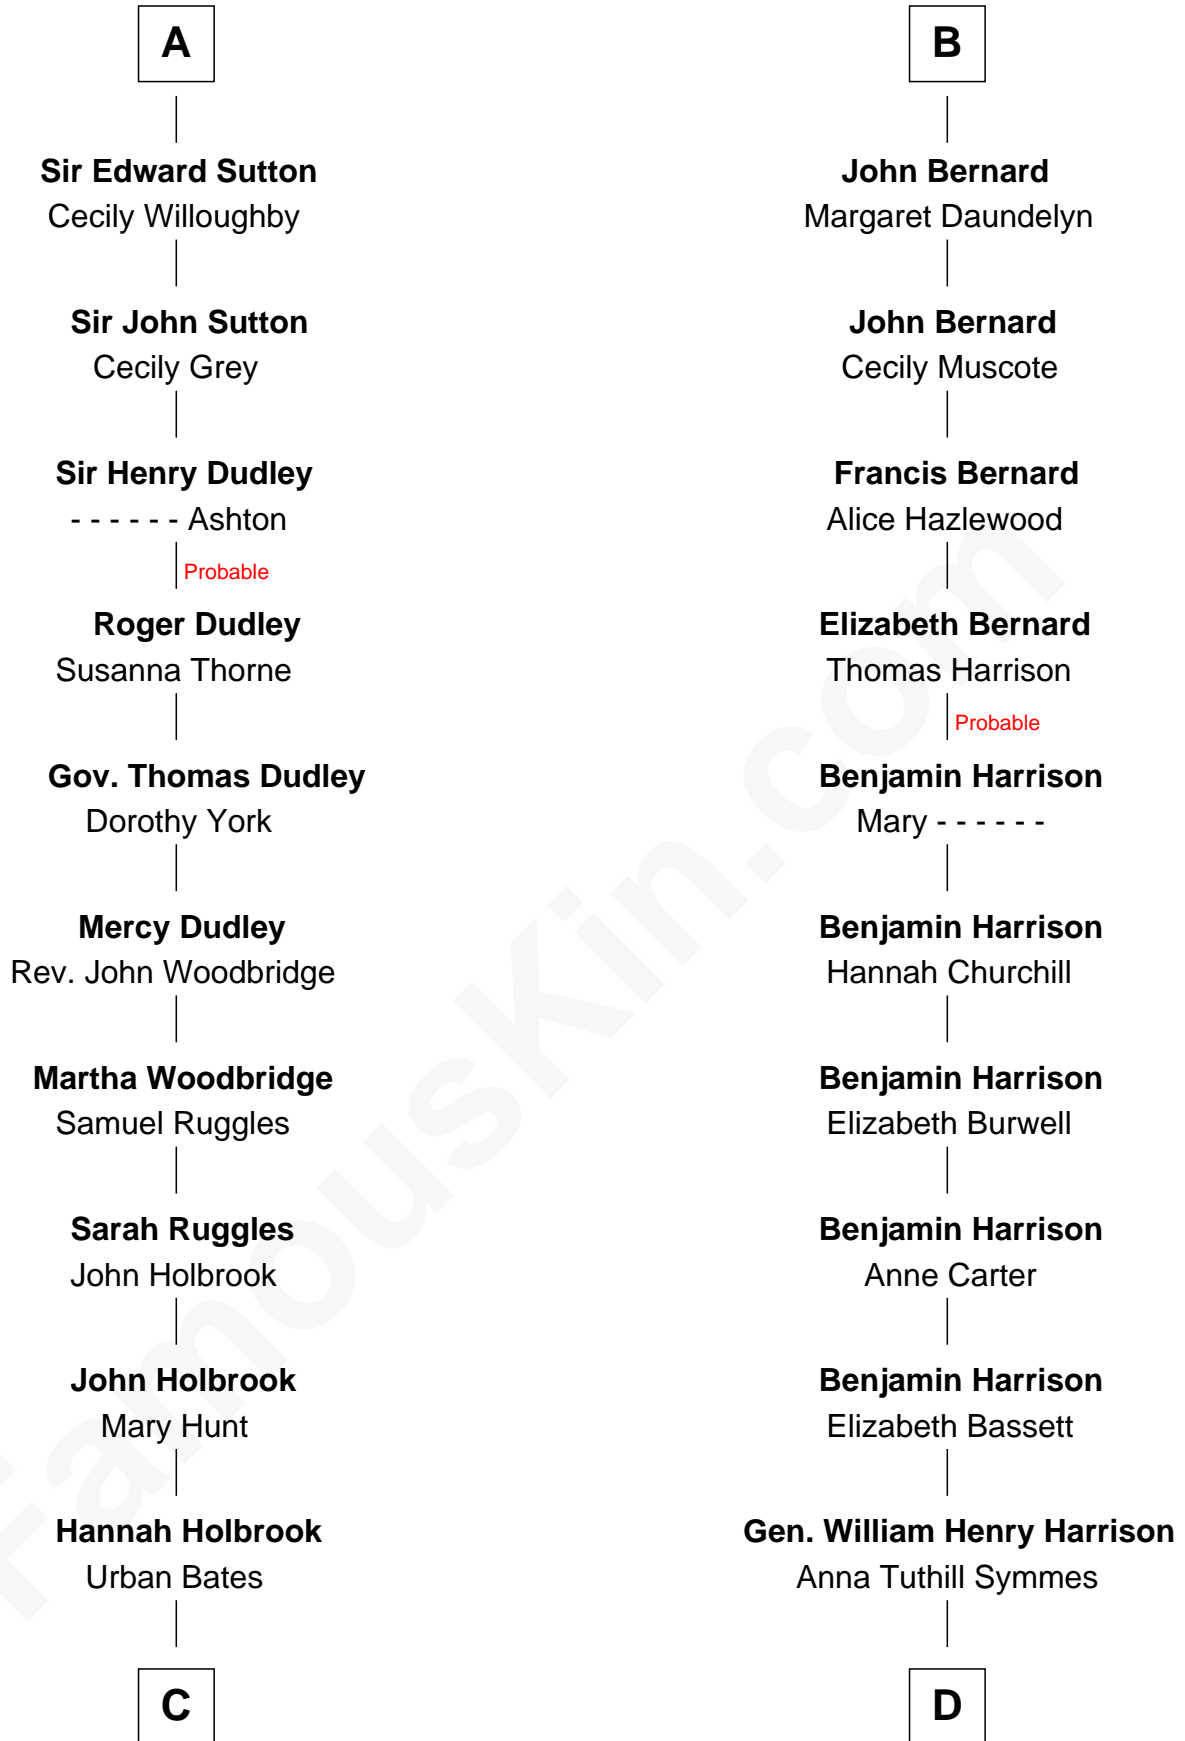 A
Sir Edward Sutton
Cecily Willoughby
Sir John Sutton
Cecily Grey
Sir Henry Dudley
- - - - - - Ashton
Probable
Roger Dudley
Susanna Thorne
Gov. Thomas Dudley
Dorothy York
Mercy Dudley
Rev. John Woodbridge
Martha Woodbridge
Samuel Ruggles
Sarah Ruggles
John Holbrook
John Holbrook
Mary Hunt
Hannah Holbrook
Urban Bates
C
B
John Bernard
Margaret Daundelyn
John Bernard
Cecily Muscote
Francis Bernard
Alice Hazlewood
Elizabeth Bernard
Thomas Harrison
Probable
Benjamin Harrison
Mary - - - - - -
Benjamin Harrison
Hannah Churchill
Benjamin Harrison
Elizabeth Burwell
Benjamin Harrison
Anne Carter
Benjamin Harrison
Elizabeth Bassett
Gen. William Henry Harrison
Anna Tuthill Symmes
D
FamousKin.com